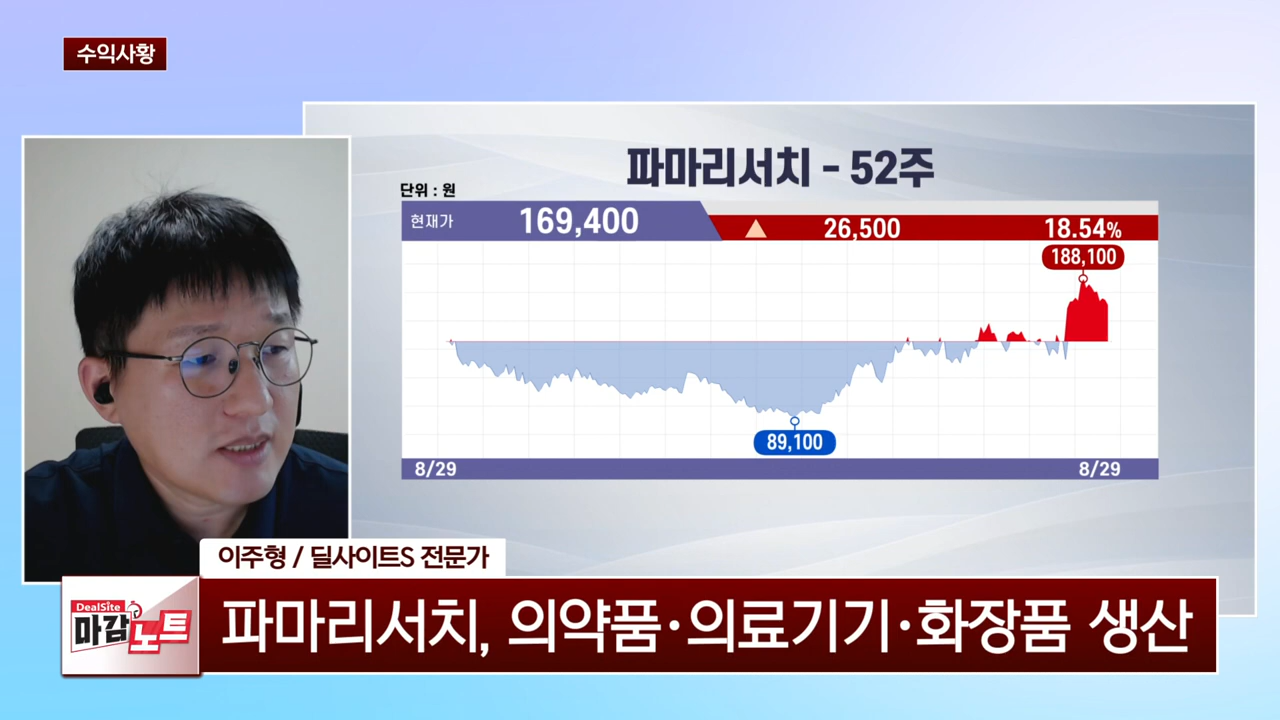 수익사황
파마리서치 - 52주
단위 : 원
현재가 169,400 ▲ 26,500 18.54%
188,100
89,100
8/29 8/29
이주형 / 딜사이트S 전문가
DealSite
마감노트
파마리서치, 의약품·의료기기·화장품 생산